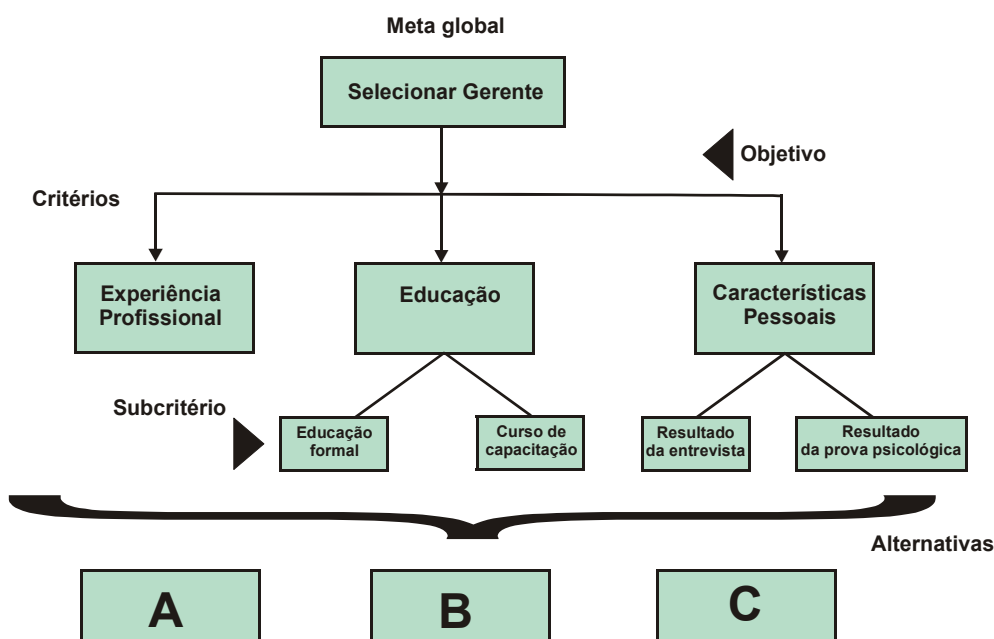 Meta global
Selecionar Gerente
Objetivo
Critérios
Experiência
Profissional
Educação
Características
Pessoais
Subcritério
Educação
formal
Curso de
capacitação
Resultado
da entrevista
Resultado
da prova psicológica
Alternativas
A
B
C